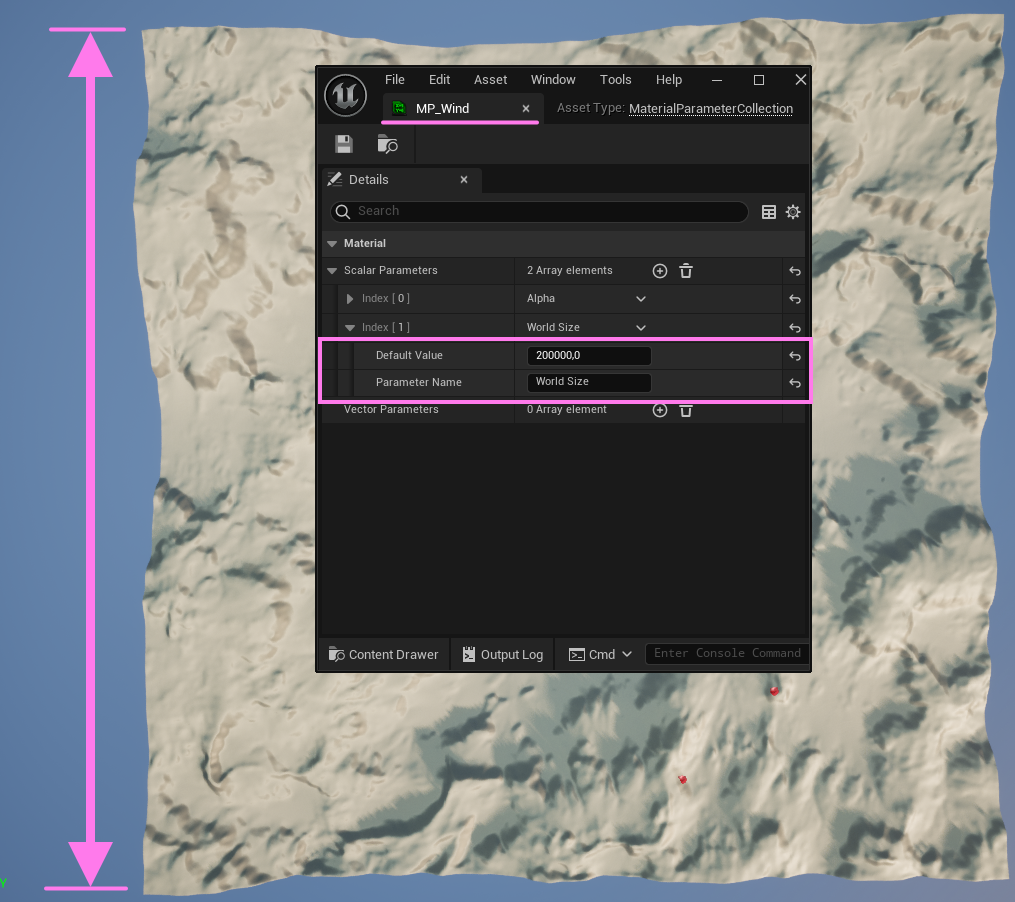 File Edit Asset Window Tools Help
MP_Wind Asset Type: MaterialParameterCollection
Details
Search
Material
Scalar Parameters 2 Array elements
Index [ 0 ] Alpha
Index [ 1 ] World Size
Default Value 200000,0
Parameter Name World Size
Vector Parameters 0 Array element
Content Drawer Output Log Cmd Enter Console Command
Y